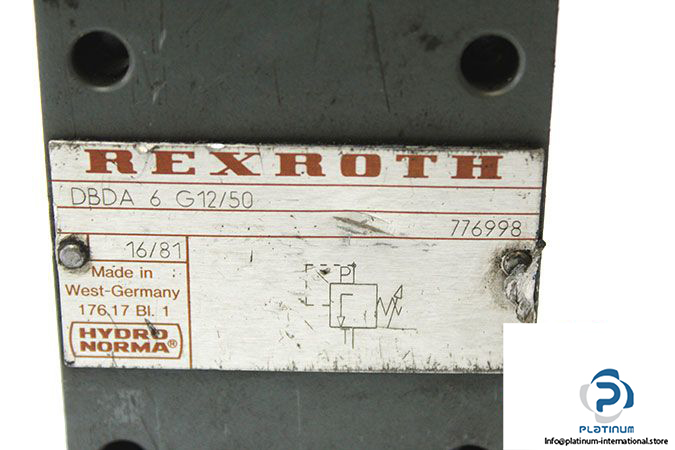 REXROTH
DBDA 6 G12/50
776998
16/81
Made in
West-Germany
176.17 Bl. 1
HYDRO
NORMA®
P
PLATINUM
Info@platinum-international.store